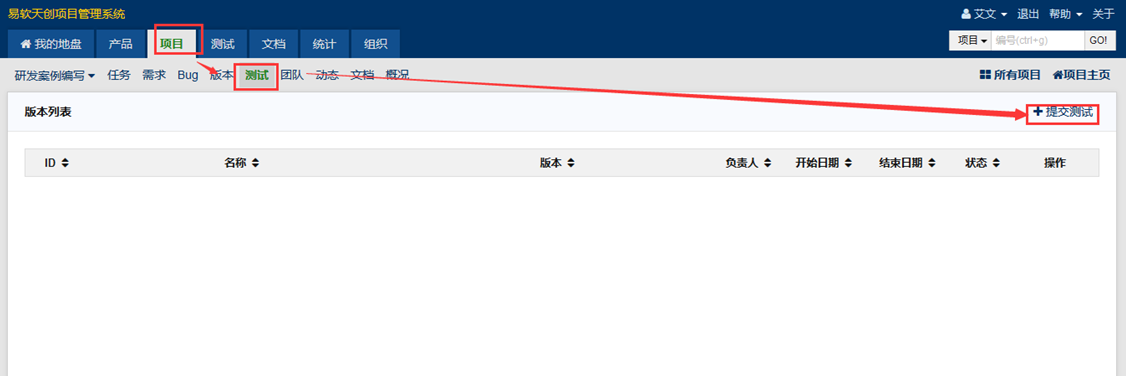 易软天创项目管理系统
艾文 退出 帮助 关于
我的地盘 产品 项目 测试 文档 统计 组织
项目 编号(ctrl+g) GO!
研发案例编写 任务 需求 Bug 版本 测试 团队 动态 文档 概况
所有项目 项目主页
版本列表
提交测试
ID 名称 版本 负责人 开始日期 结束日期 状态 操作